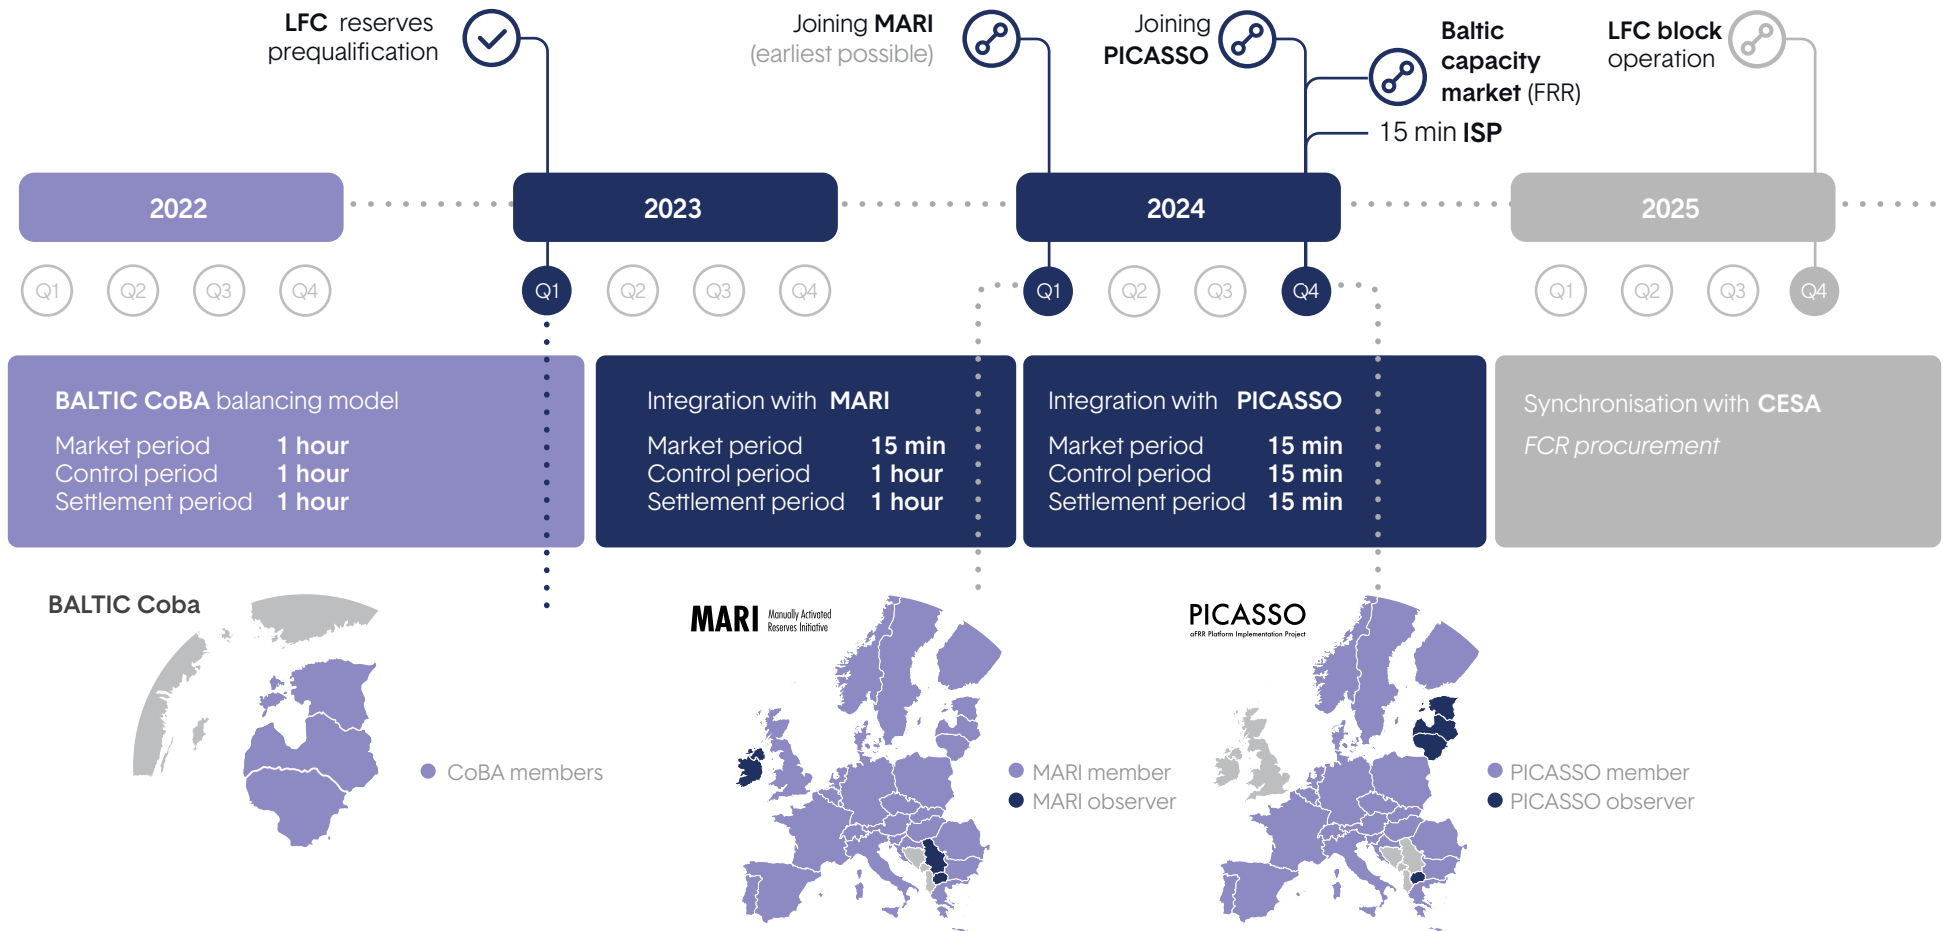 LFC reserves
prequalification
Joining MARI
(earliest possible)
Joining
PICASSO
Baltic
capacity
market (FRR)
15 min ISP
LFC block
operation
2022
2023
2024
2025
Q1 Q2 Q3 Q4
Q1 Q2 Q3 Q4
Q1 Q2 Q3 Q4
Q1 Q2 Q3 Q4
BALTIC CoBA balancing model
Market period 1 hour
Control period 1 hour
Settlement period 1 hour
Integration with MARI
Market period 15 min
Control period 1 hour
Settlement period 1 hour
Integration with PICASSO
Market period 15 min
Control period 15 min
Settlement period 15 min
Synchronisation with CESA
FCR procurement
BALTIC Coba
CoBA members
MARI Manually Activated
Reserves Initiative
MARI member
MARI observer
PICASSO
aFRR Platform Implementation Project
PICASSO member
PICASSO observer